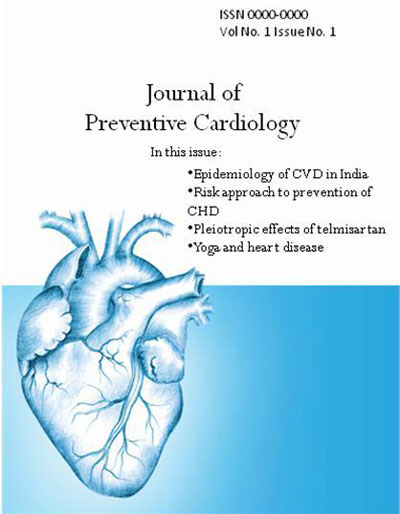 ISSN 0000-0000
Vol No. 1 Issue No. 1
Journal of
Preventive Cardiology
In this issue:
•Epidemiology of CVD in India
•Risk approach to prevention of
CHD
•Pleiotropic effects of telmisartan
•Yoga and heart disease